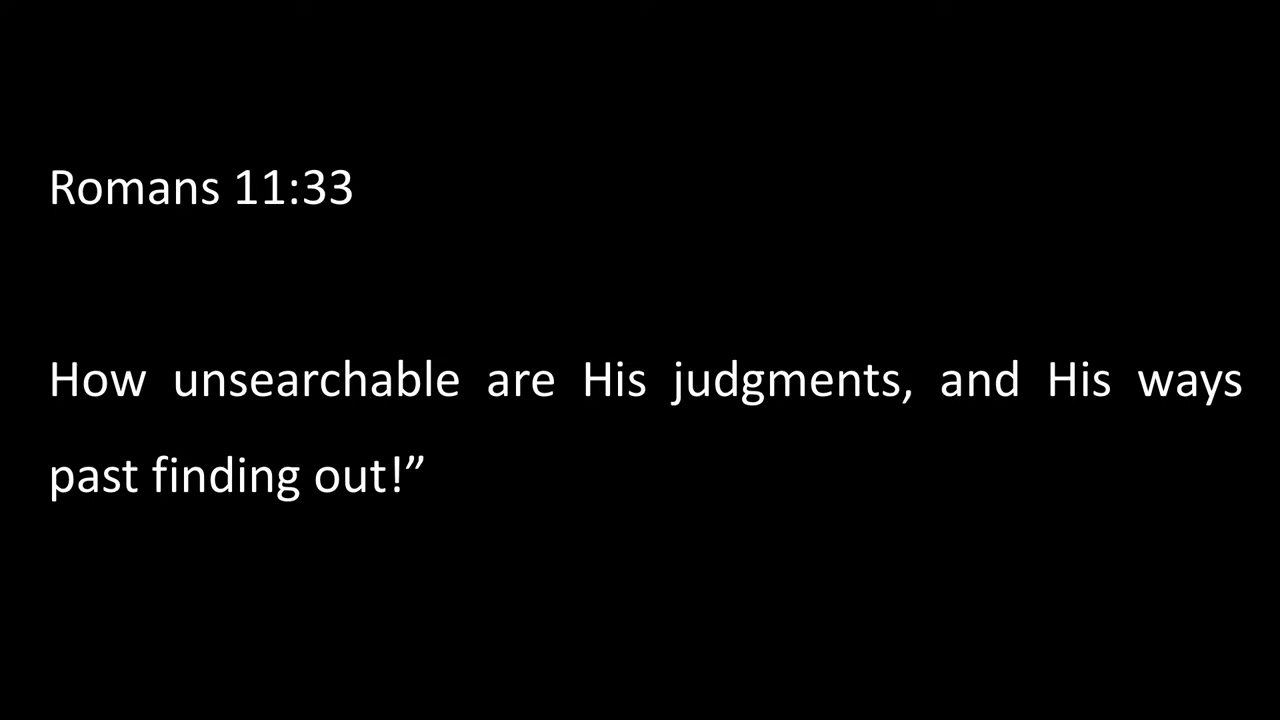 Romans 11:33
How unsearchable are His judgments, and His ways
past finding out!”